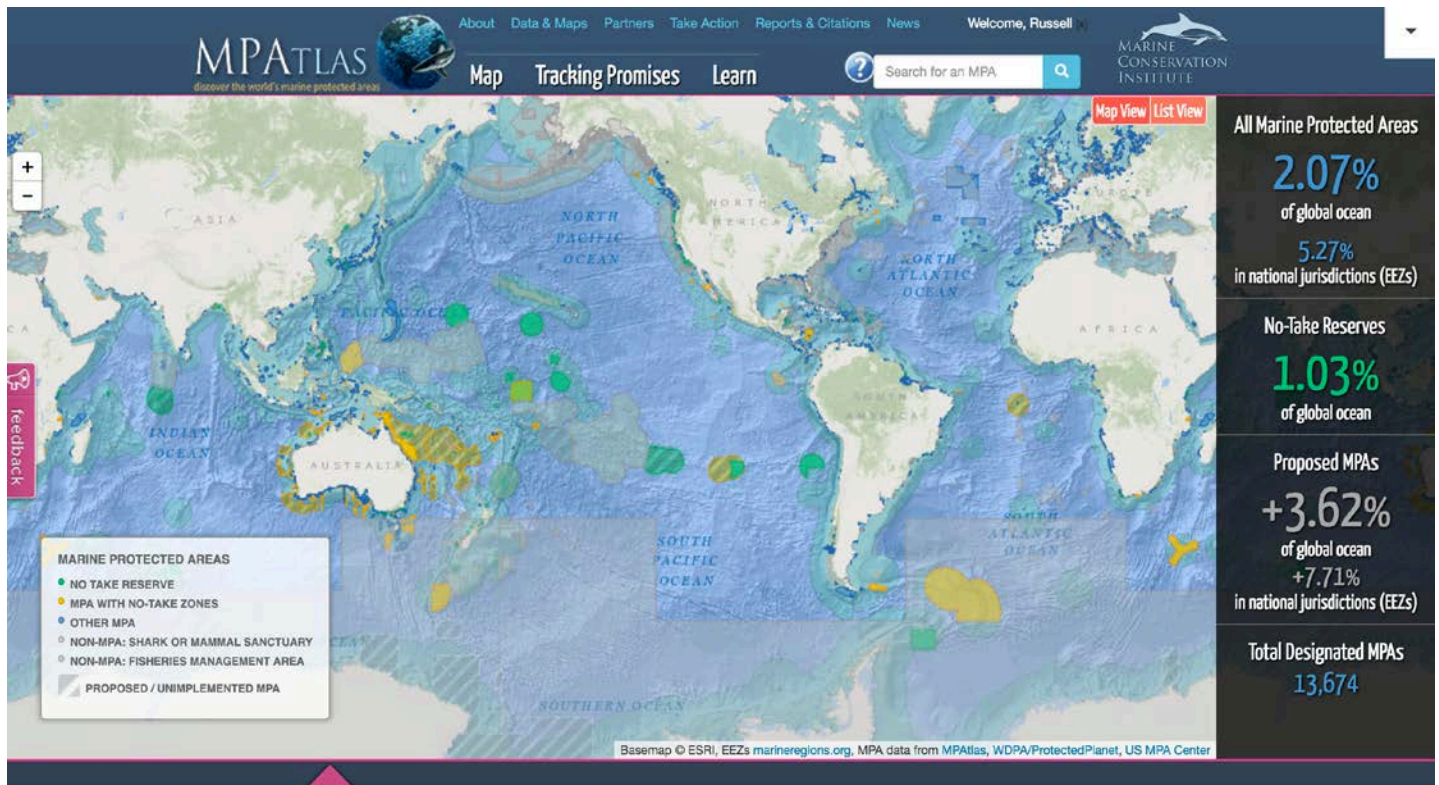 About Data & Maps Partners Take Action Reports & Citations News Welcome, Russell
MPATLAS
discover the world's marine protected areas
Map Tracking Promises Learn
?
Search for an MPA
MARINE
CONSERVATION
INSTITUTE
Map View List View
+
−
feedback
ASIA
NORTH
PACIFIC
OCEAN
NORTH
AMERICA
NORTH
ATLANTIC
OCEAN
EUROPE
AFRICA
PACIFIC OCEAN
INDIAN
OCEAN
AUSTRALIA
SOUTH
AMERICA
SOUTH
PACIFIC
OCEAN
SOUTH
ATLANTIC
OCEAN
SOUTHERN OCEAN
MARINE PROTECTED AREAS
NO TAKE RESERVE
MPA WITH NO-TAKE ZONES
OTHER MPA
NON-MPA: SHARK OR MAMMAL SANCTUARY
NON-MPA: FISHERIES MANAGEMENT AREA
PROPOSED / UNIMPLEMENTED MPA
Basemap © ESRI, EEZs marineregions.org, MPA data from MPAtlas, WDPA/ProtectedPlanet, US MPA Center
All Marine Protected Areas
2.07%
of global ocean
5.27%
in national jurisdictions (EEZs)
No-Take Reserves
1.03%
of global ocean
Proposed MPAs
+3.62%
of global ocean
+7.71%
in national jurisdictions (EEZs)
Total Designated MPAs
13,674